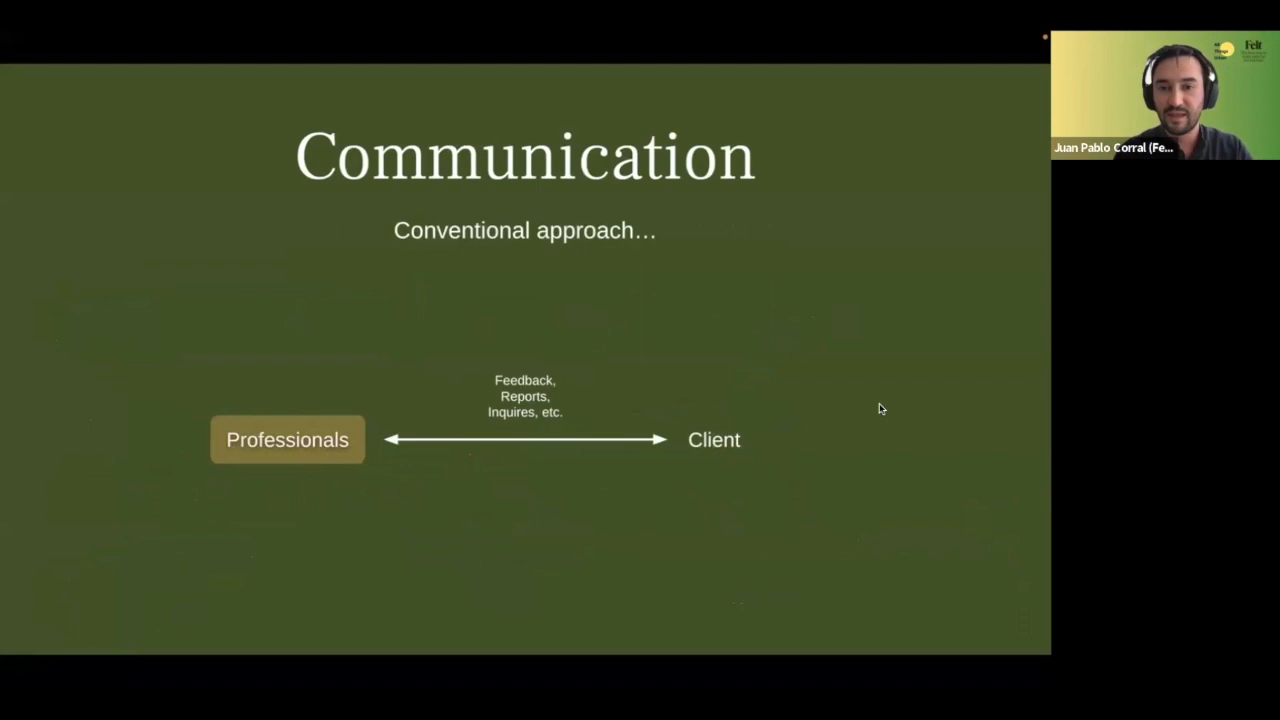 Communication
Conventional approach...
Feedback,
Reports,
Inquires, etc.
Professionals
Client
Felt
Juan Pablo Corral (Fe...